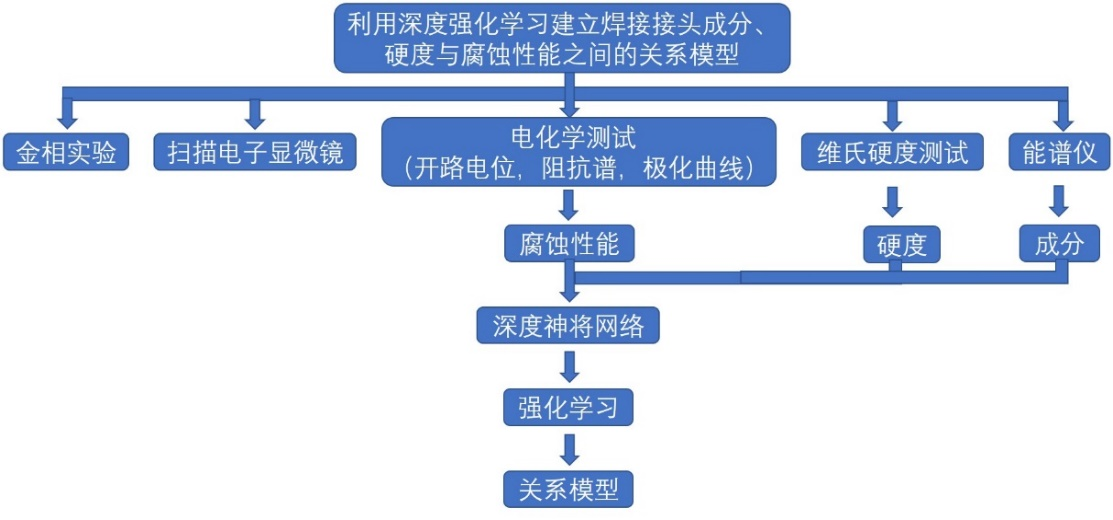 利用深度强化学习建立焊接接头成分、
硬度与腐蚀性能之间的关系模型
金相实验
扫描电子显微镜
电化学测试
（开路电位，阻抗谱，极化曲线）
维氏硬度测试
能谱仪
腐蚀性能
硬度
成分
深度神将网络
强化学习
关系模型